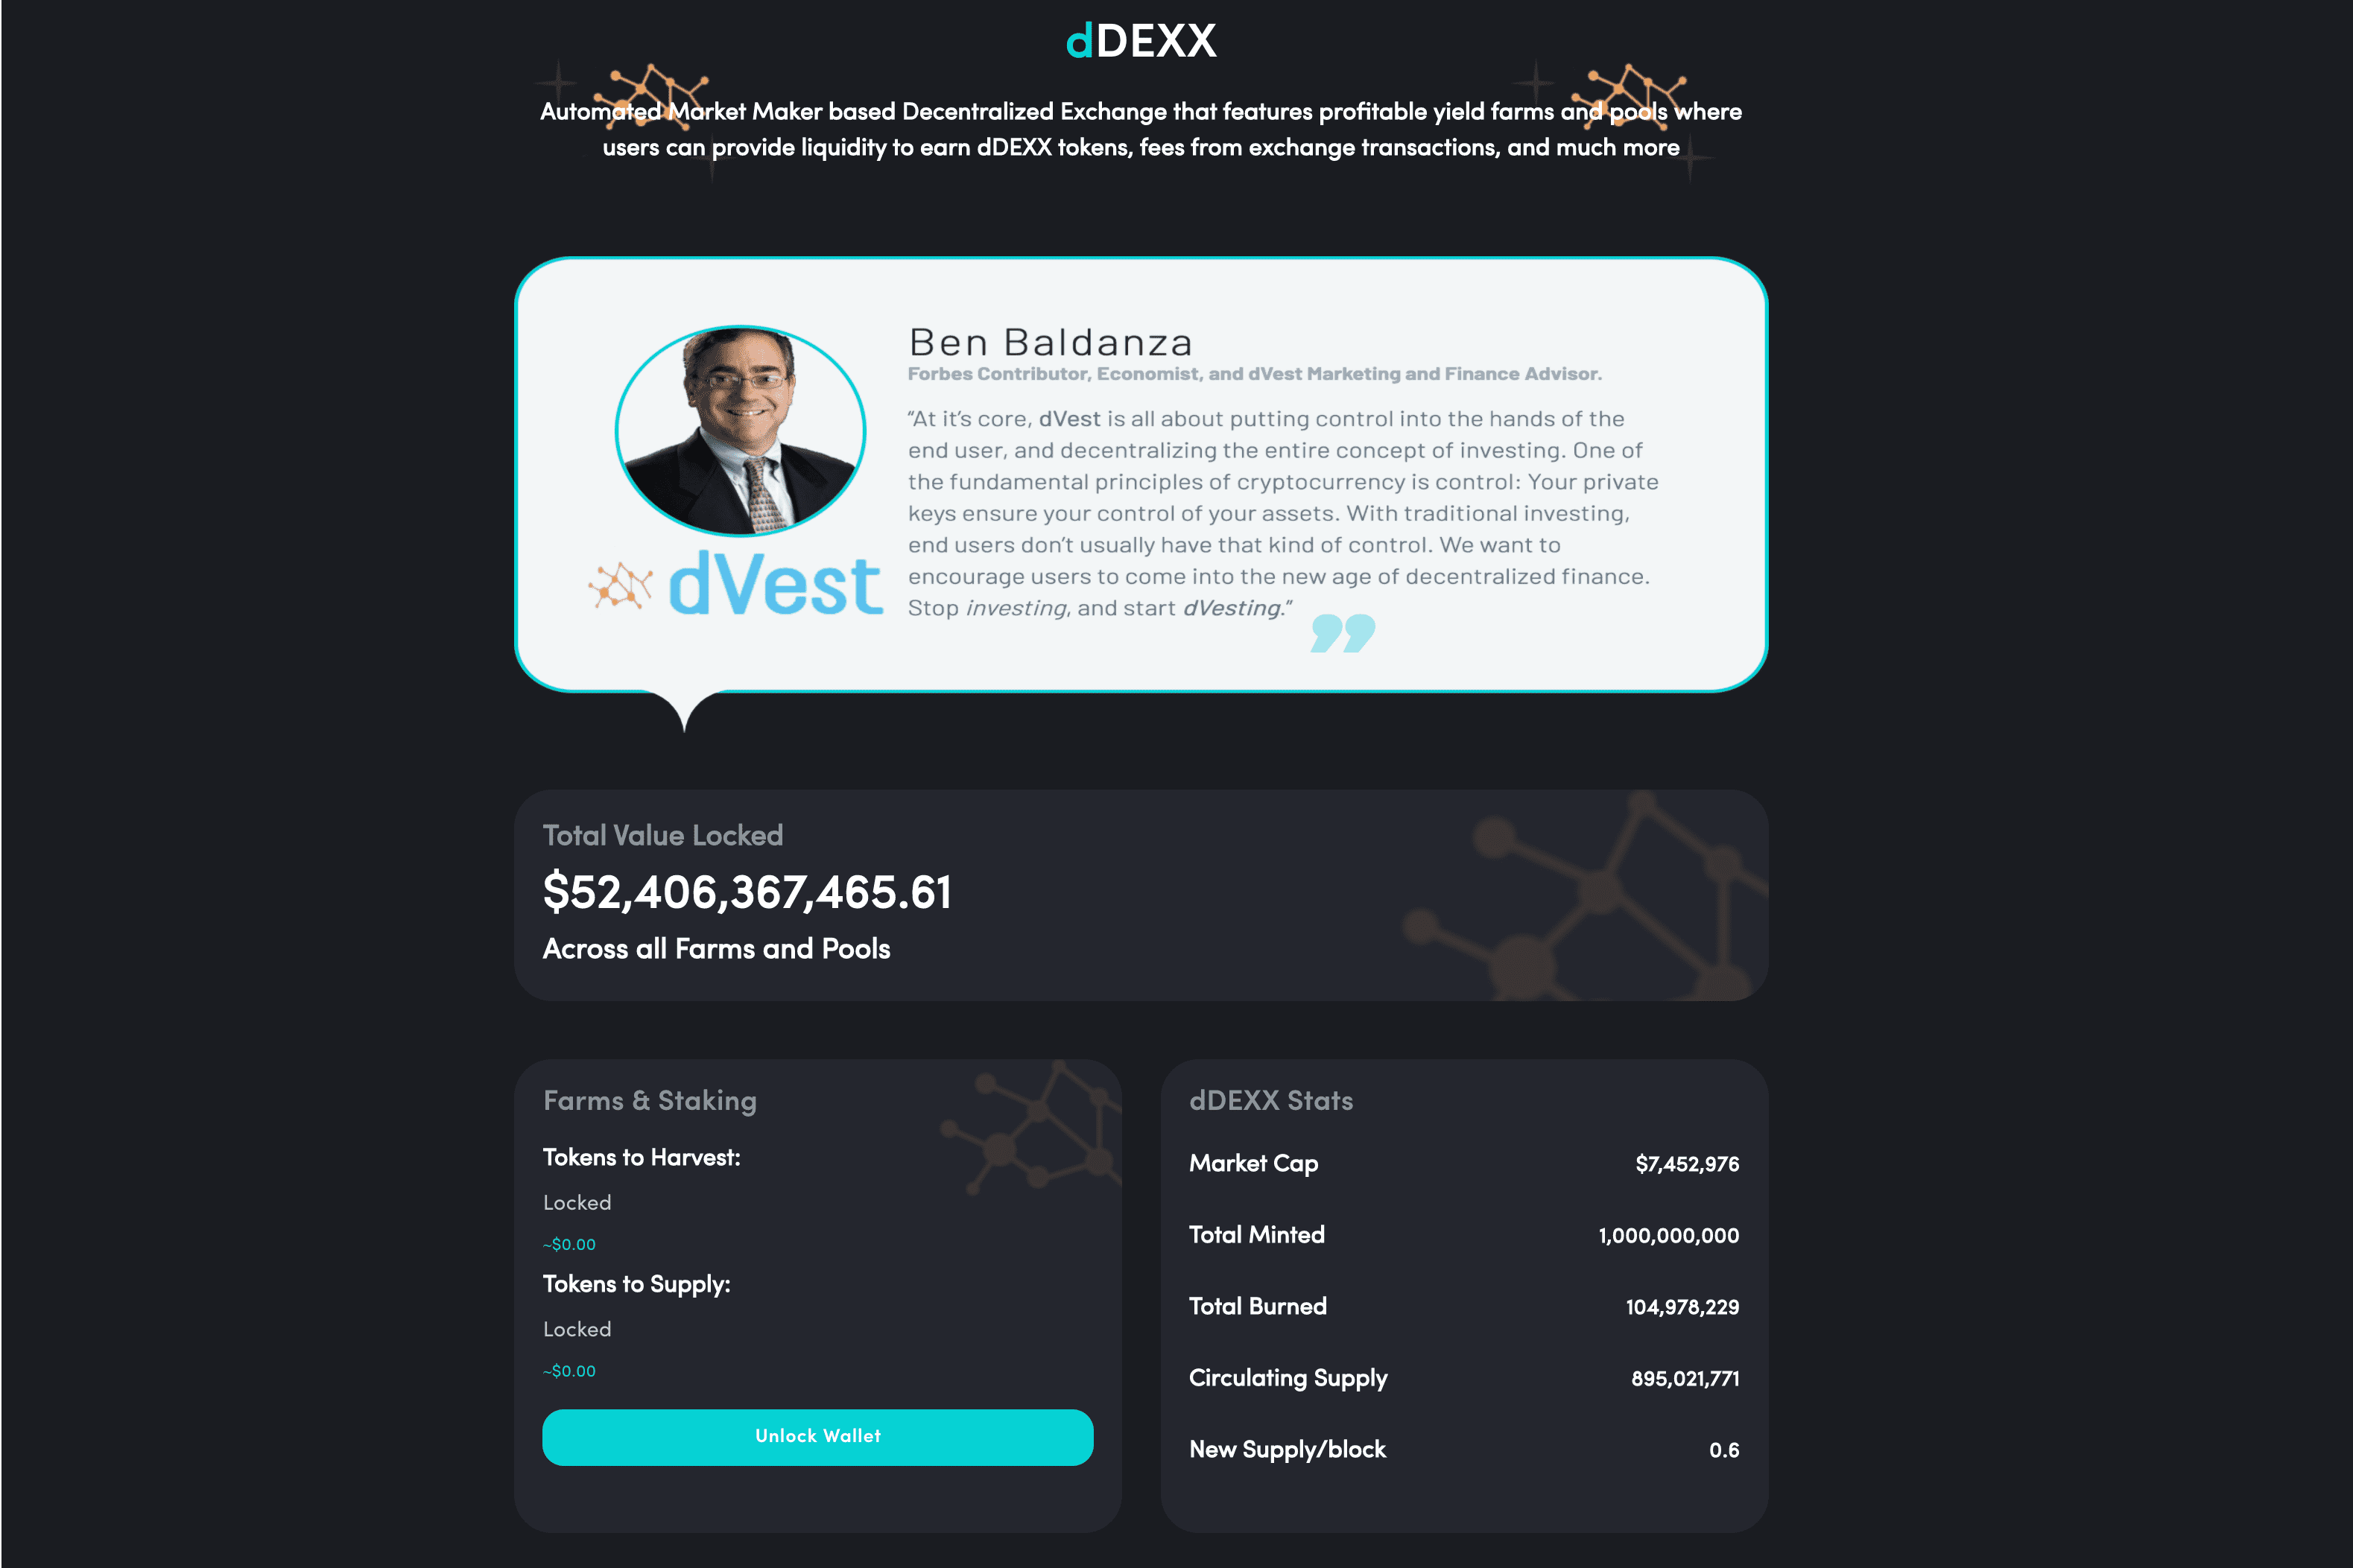 dDEXX
Automated Market Maker based Decentralized Exchange that features profitable yield farms and pools where
users can provide liquidity to earn dDEXX tokens, fees from exchange transactions, and much more
Ben Baldanza
Forbes Contributor, Economist, and dVest Marketing and Finance Advisor.
“At it’s core, dVest is all about putting control into the hands of the
end user, and decentralizing the entire concept of investing. One of
the fundamental principles of cryptocurrency is control: Your private
keys ensure your control of your assets. With traditional investing,
end users don’t usually have that kind of control. We want to
encourage users to come into the new age of decentralized finance.
Stop investing, and start dVesting.”
”
dVest
Total Value Locked
$52,406,367,465.61
Across all Farms and Pools
Farms & Staking
Tokens to Harvest:
Locked
~$0.00
Tokens to Supply:
Locked
~$0.00
Unlock Wallet
dDEXX Stats
Market Cap $7,452,976
Total Minted 1,000,000,000
Total Burned 104,978,229
Circulating Supply 895,021,771
New Supply/block 0.6